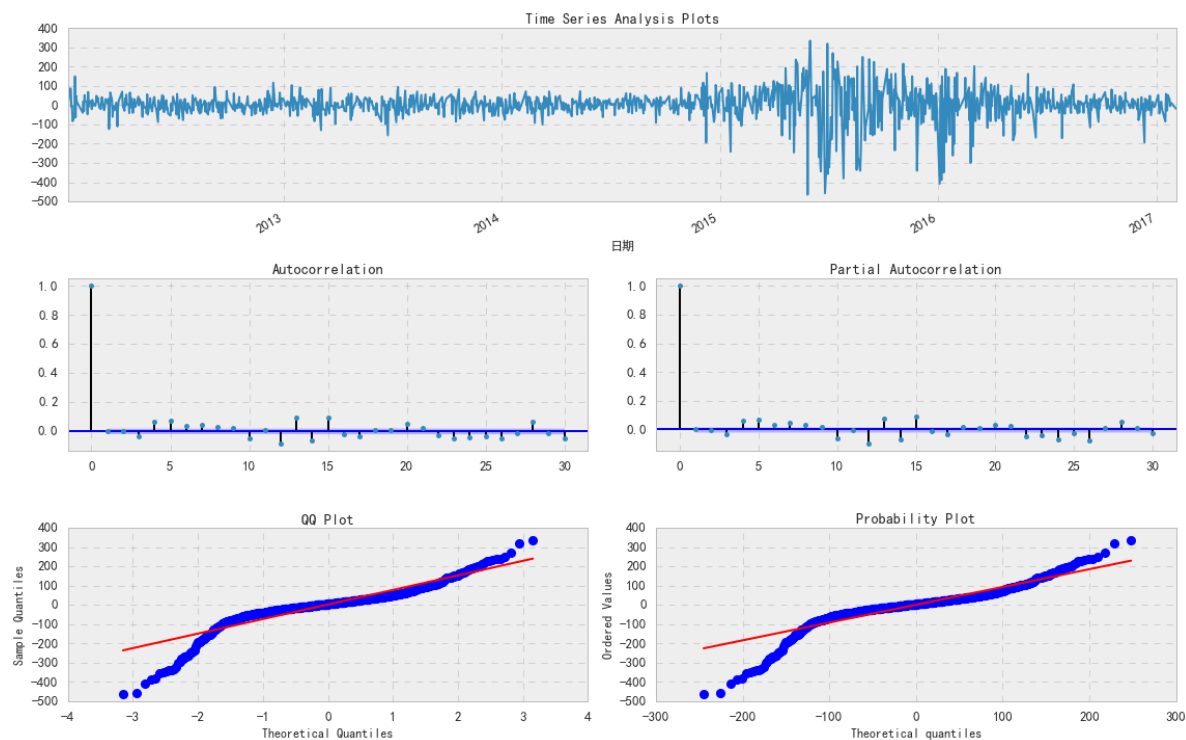 Time Series Analysis Plots
400
300
200
100
0
-100
-200
-300
-400
-500
2013 2014 2015 2016 2017
日期
Autocorrelation
1.0
0.8
0.6
0.4
0.2
0.0
0 5 10 15 20 25 30
Partial Autocorrelation
1.0
0.8
0.6
0.4
0.2
0.0
0 5 10 15 20 25 30
QQ Plot
Sample Quantiles
400
300
200
100
0
-100
-200
-300
-400
-500
-4 -3 -2 -1 0 1 2 3 4
Theoretical Quantiles
Probability Plot
Ordered Values
400
300
200
100
0
-100
-200
-300
-400
-500
-300 -200 -100 0 100 200 300
Theoretical quantiles